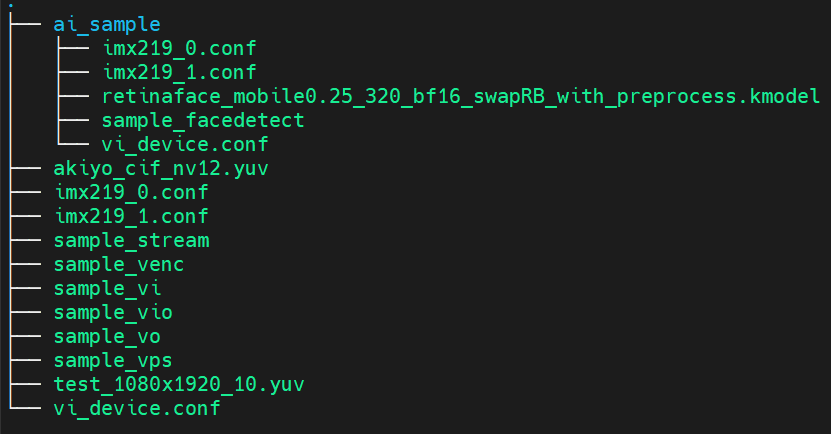 .
├── ai_sample
│   ├── imx219_0.conf
│   ├── imx219_1.conf
│   ├── retinaface_mobile0.25_320_bf16_swapRB_with_preprocess.kmodel
│   ├── sample_facedetect
│   └── vi_device.conf
├── akiyo_cif_nv12.yuv
├── imx219_0.conf
├── imx219_1.conf
├── sample_stream
├── sample_venc
├── sample_vi
├── sample_vio
├── sample_vo
├── sample_vps
├── test_1080x1920_10.yuv
└── vi_device.conf